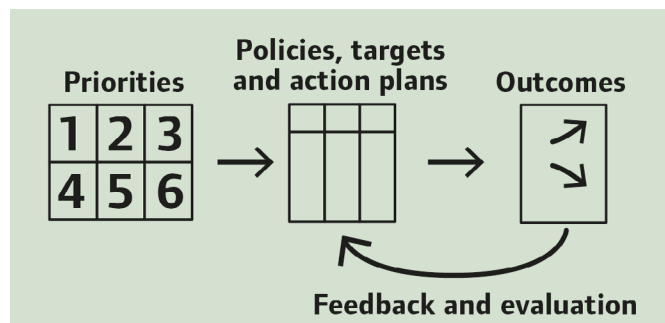 Priorities
Policies, targets
and action plans
Outcomes
1 2 3
4 5 6
Feedback and evaluation